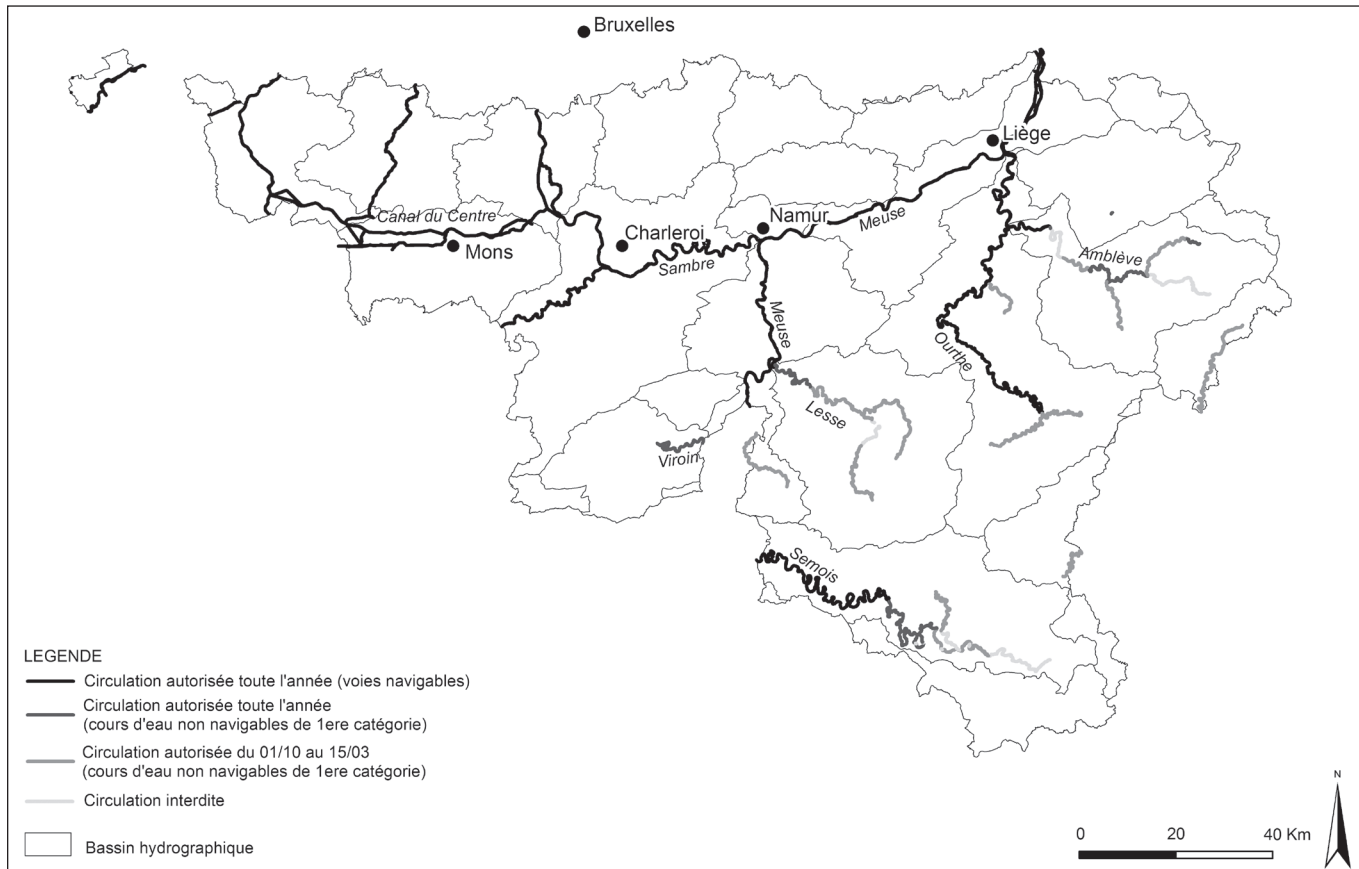 Bruxelles
Liège
Canal du Centre
Mons
Charleroi
Sambre
Namur
Meuse
Meuse
Amblève
Ourthe
Lesse
Viroin
Semois
LEGENDE
Circulation autorisée toute l'année (voies navigables)
Circulation autorisée toute l'année
(cours d'eau non navigables de 1ere catégorie)
Circulation autorisée du 01/10 au 15/03
(cours d'eau non navigables de 1ere catégorie)
Circulation interdite
Bassin hydrographique
0 20 40 Km
N